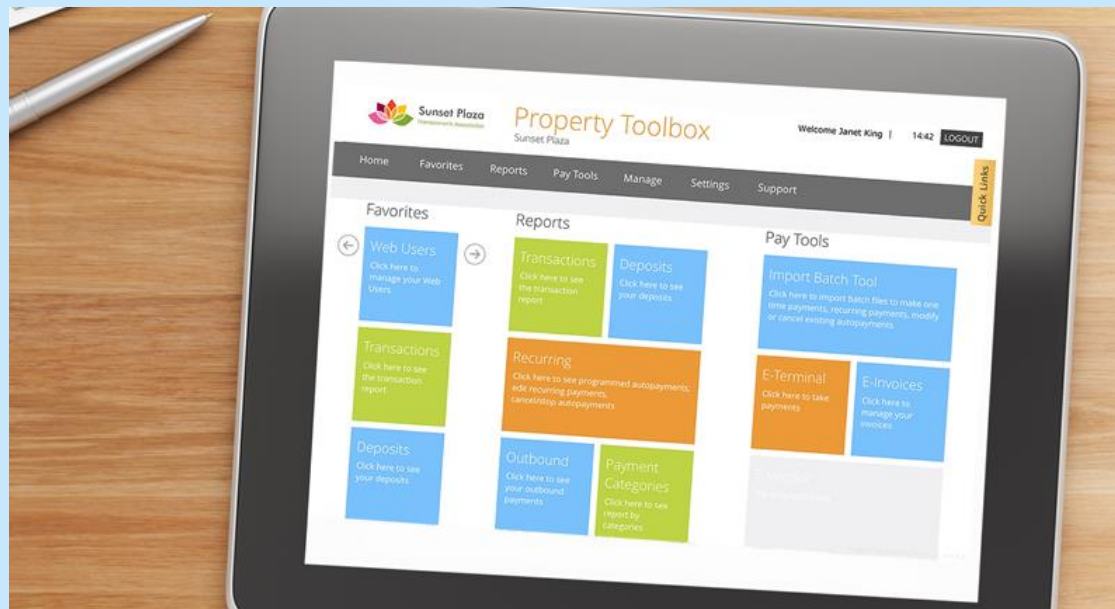 Sunset Plaza
Homeowner's Association
Property Toolbox
Sunset Plaza
Welcome Janet King | 14:42 LOGOUT
Quick Links
Home Favorites Reports Pay Tools Manage Settings Support
Favorites
Web Users
Click here to
manage your Web
Users
Transactions
Click here to see
the transaction
report
Deposits
Click here to see
your deposits
Reports
Transactions
Click here to see
the transaction
report
Deposits
Click here to see
your deposits
Recurring
Click here to see programmed autopayments,
edit recurring payments,
cancel/stop autopayments
Outbound
Click here to see
your outbound
payments
Payment
Categories
Click here to see
report by
categories
Pay Tools
Import Batch Tool
Click here to import batch files to make one
time payments, recurring payments, modify
or cancel existing autopayments
E-Terminal
Click here to take
payments
E-Invoices
Click here to
manage your
invoices